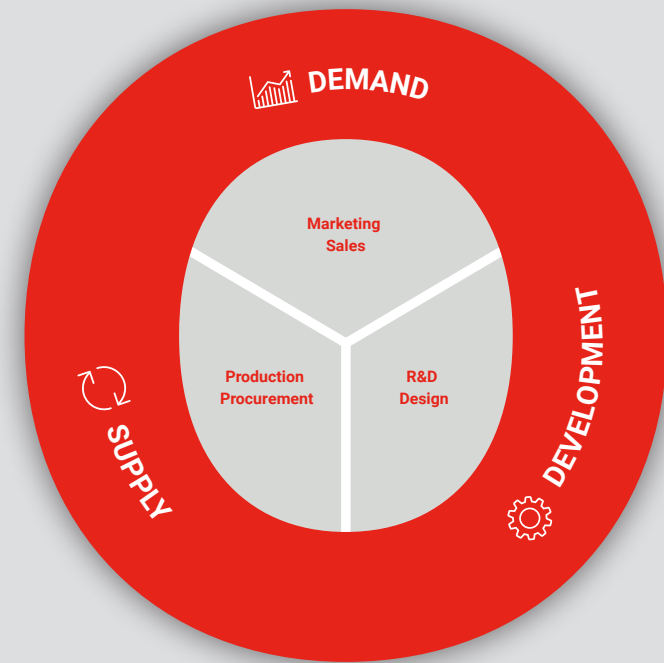 DEMAND
Marketing
Sales
Production
Procurement
R&D
Design
SUPPLY
DEVELOPMENT